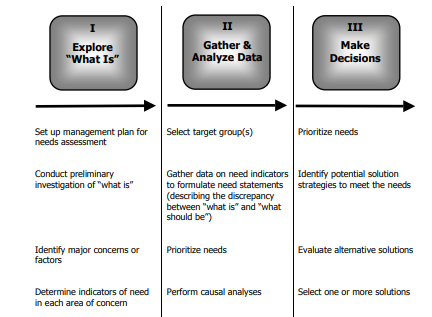 I
Explore
“What Is”
II
Gather &
Analyze Data
III
Make
Decisions
Set up management plan for
needs assessment
Conduct preliminary
investigation of “what is”
Identify major concerns or
factors
Determine indicators of need
in each area of concern
Select target group(s)
Gather data on need indicators
to formulate need statements
(describing the discrepancy
between “what is” and “what
should be”)
Prioritize needs
Perform causal analyses
Prioritize needs
Identify potential solution
strategies to meet the needs
Evaluate alternative solutions
Select one or more solutions